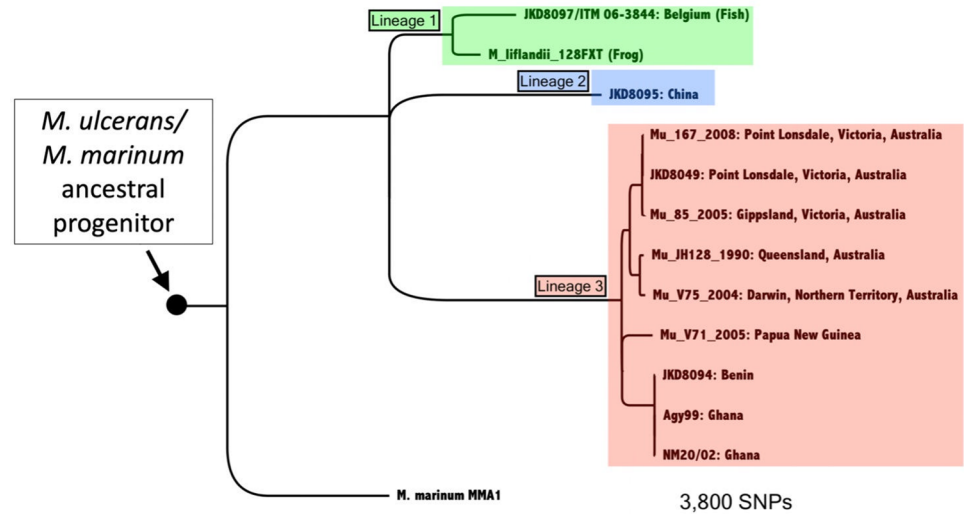 Lineage 1
JKD8097/ITM 06-3844: Belgium (Fish)
M_liflandii_128FXT (Frog)
Lineage 2
JKD8095: China
M. ulcerans/
M. marinum
ancestral
progenitor
Mu_167_2008: Point Lonsdale, Victoria, Australia
JKD8049: Point Lonsdale, Victoria, Australia
Mu_85_2005: Gippsland, Victoria, Australia
Mu_JH128_1990: Queensland, Australia
Lineage 3
Mu_V75_2004: Darwin, Northern Territory, Australia
Mu_V71_2005: Papua New Guinea
JKD8094: Benin
Agy99: Ghana
NM20/02: Ghana
M. marinum MMA1
3,800 SNPs